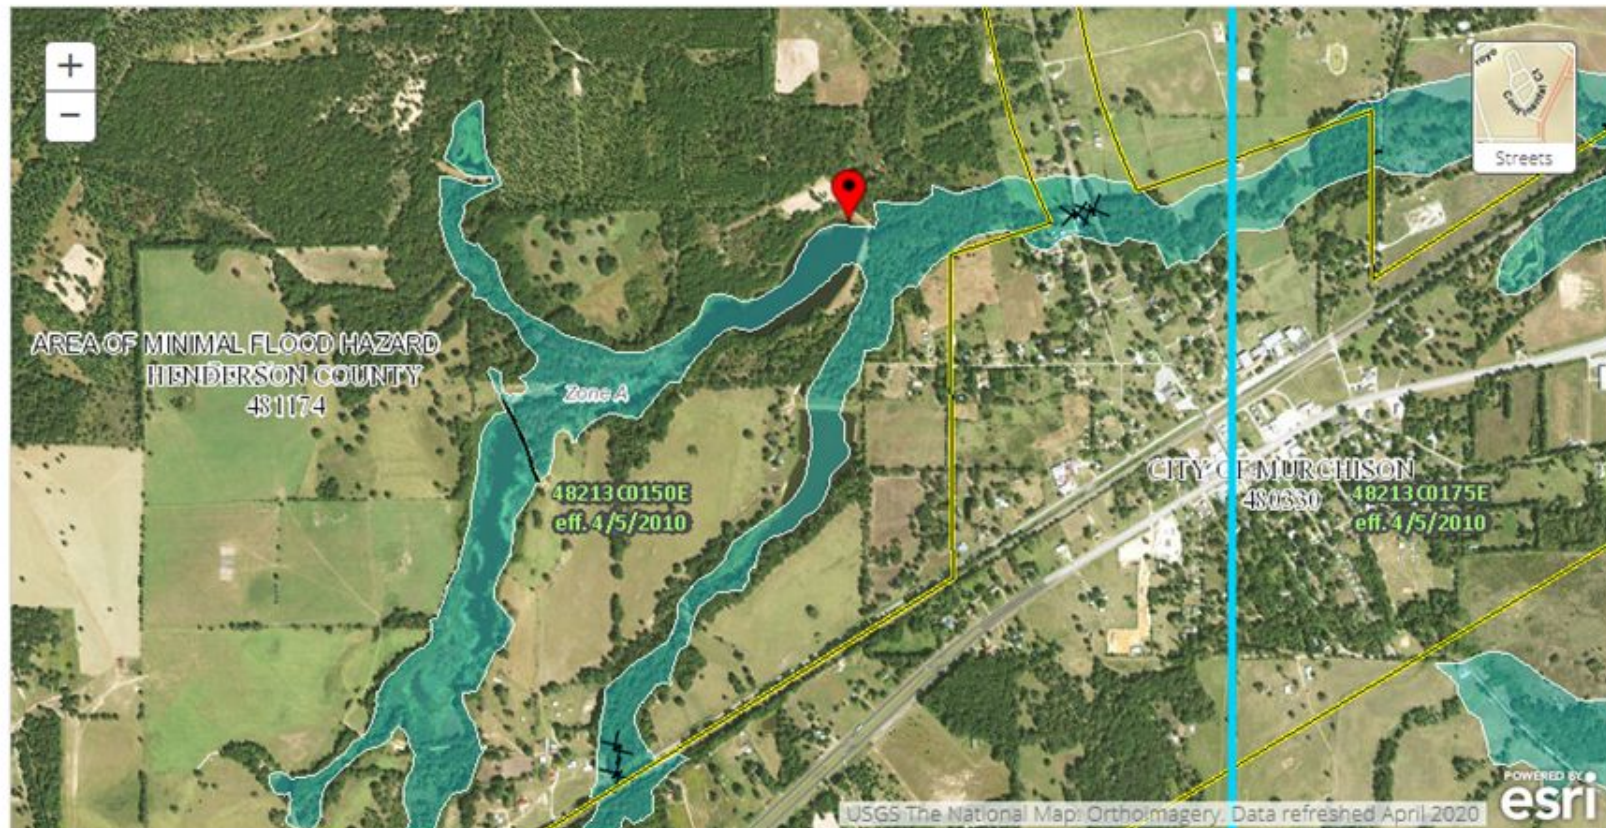 +
−
Streets
AREA OF MINIMAL FLOOD HAZARD
HENDERSON COUNTY
481174
Zone A
48213C0150E
eff. 4/5/2010
CITY OF MURCHISON
480330
48213C0175E
eff. 4/5/2010
POWERED BY
esri
USGS The National Map: Orthoimagery. Data refreshed April 2020